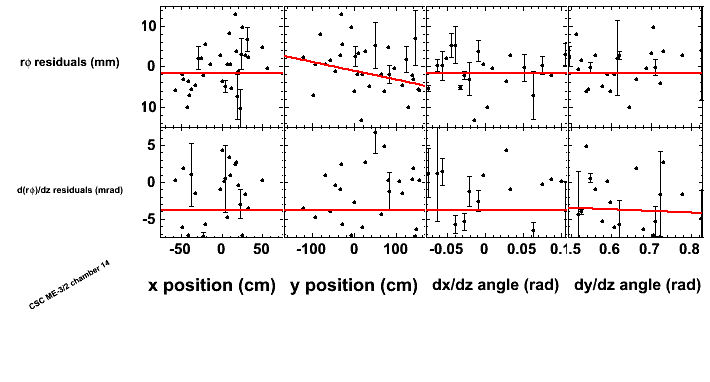 rϕ residuals (mm)
10
0
10
d(rϕ)/dz residuals (mrad)
5
0
-5
-50 0 50 -100 0 100 -0.05 0 0.05 0.1 .5 0.6 0.7 0.8
x position (cm) y position (cm) dx/dz angle (rad) dy/dz angle (rad)
CSC ME-3/2 chamber 14